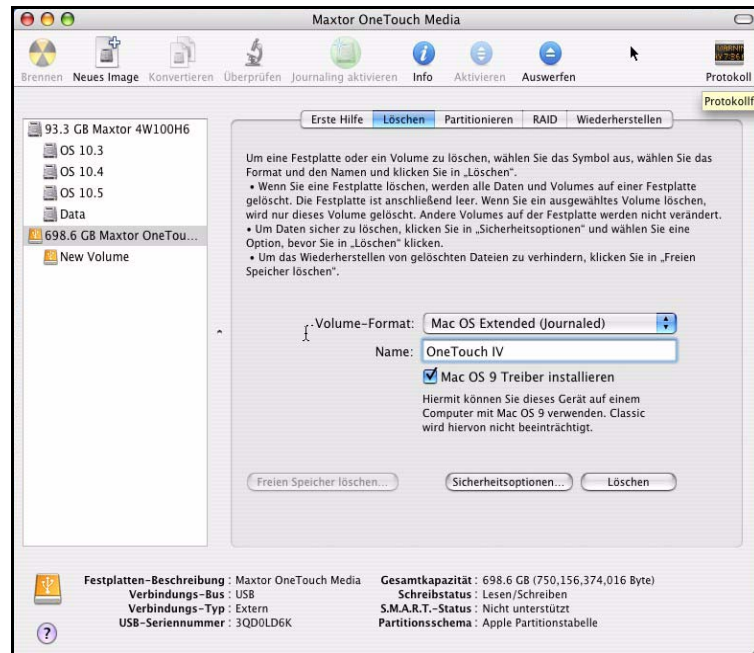 Maxtor OneTouch Media
Brennen Neues Image Konvertieren Überprüfen Journaling aktivieren Info Aktivieren Auswerfen Protokoll
Protokollf
93.3 GB Maxtor 4W100H6
OS 10.3
OS 10.4
OS 10.5
Data
698.6 GB Maxtor OneTou...
New Volume
Erste Hilfe Löschen Partitionieren RAID Wiederherstellen
Um eine Festplatte oder ein Volume zu löschen, wählen Sie das Symbol aus, wählen Sie das
Format und den Namen und klicken Sie in „Löschen“.
• Wenn Sie eine Festplatte löschen, werden alle Daten und Volumes auf einer Festplatte
gelöscht. Die Festplatte ist anschließend leer. Wenn Sie ein ausgewähltes Volume löschen,
wird nur dieses Volume gelöscht. Andere Volumes auf der Festplatte werden nicht verändert.
• Um Daten sicher zu löschen, klicken Sie in „Sicherheitsoptionen“ und wählen Sie eine
Option, bevor Sie in „Löschen“ klicken.
• Um das Wiederherstellen von gelöschten Dateien zu verhindern, klicken Sie in „Freien
Speicher löschen“.
Volume-Format: Mac OS Extended (Journaled)
Name: OneTouch IV
Mac OS 9 Treiber installieren
Hiermit können Sie dieses Gerät auf einem
Computer mit Mac OS 9 verwenden. Classic
wird hiervon nicht beeinträchtigt.
Freien Speicher löschen... Sicherheitsoptionen... Löschen
Festplatten-Beschreibung : Maxtor OneTouch Media Gesamtkapazität : 698.6 GB (750,156,374,016 Byte)
Verbindungs-Bus : USB Schreibstatus : Lesen/Schreiben
Verbindungs-Typ : Extern S.M.A.R.T.-Status : Nicht unterstützt
USB-Seriennummer : 3QD0LD6K Partitionsschema : Apple Partitionstabelle